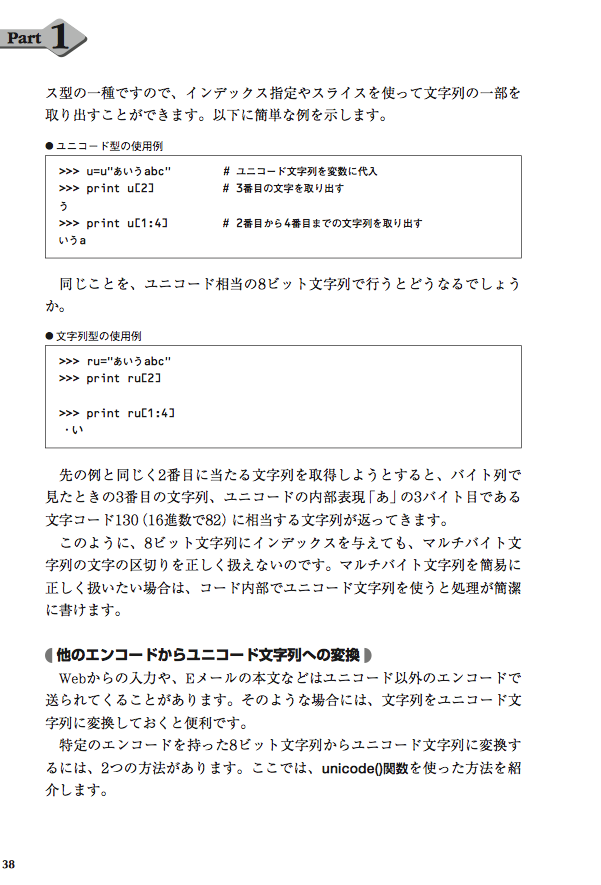 Part 1
ス型の一種ですので、インデックス指定やスライスを使って文字列の一部を
取り出すことができます。以下に簡単な例を示します。
●ユニコード型の使用例
>>> u=u"あいうabc" # ユニコード文字列を変数に代入
>>> print u[2] # 3番目の文字を取り出す
う
>>> print u[1:4] # 2番目から4番目までの文字列を取り出す
いうa
同じことを、ユニコード相当の8ビット文字列で行うとどうなるでしょう
か。
●文字列型の使用例
>>> ru="あいうabc"
>>> print ru[2]
>>> print ru[1:4]
・い
先の例と同じく2番目に当たる文字列を取得しようとすると、バイト列で
見たときの3番目の文字列、ユニコードの内部表現「あ」の3バイト目である
文字コード130（16進数で82）に相当する文字列が返ってきます。
このように、8ビット文字列にインデックスを与えても、マルチバイト文
字列の文字の区切りを正しく扱えないのです。マルチバイト文字列を簡易に
正しく扱いたい場合は、コード内部でユニコード文字列を使うと処理が簡潔
に書けます。
他のエンコードからユニコード文字列への変換
Webからの入力や、Eメールの本文などはユニコード以外のエンコードで
送られてくることがあります。そのような場合には、文字列をユニコード文
字列に変換しておくと便利です。
特定のエンコードを持った8ビット文字列からユニコード文字列に変換す
るには、2つの方法があります。ここでは、unicode()関数を使った方法を紹
介します。
38